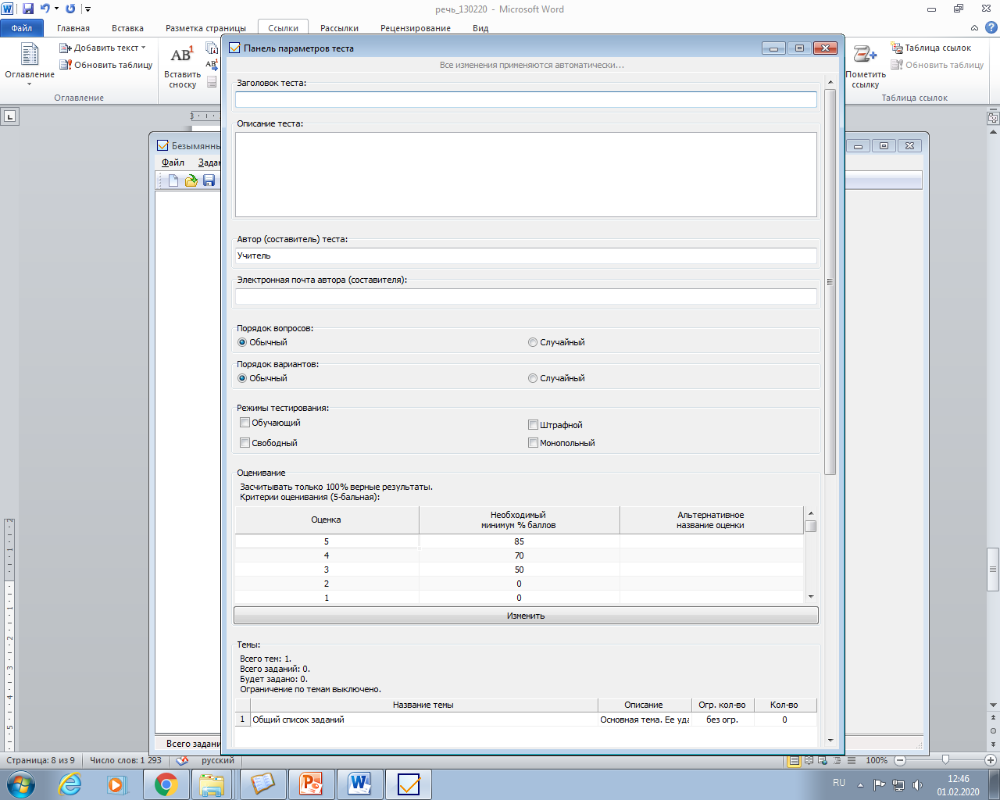 речь_130220 - Microsoft Word
Файл Главная Вставка Разметка страницы Ссылки Рассылки Рецензирование Вид
Оглавление
Добавить текст
Обновить таблицу
Оглавление
AB1
Вставить
сноску
AB
Пометить
ссылку
Таблица ссылок
Обновить таблицу
Таблица ссылок
Панель параметров теста
Все изменения применяются автоматически...
Заголовок теста:
Описание теста:
Автор (составитель) теста:
Учитель
Электронная почта автора (составителя):
Порядок вопросов:
Обычный Случайный
Порядок вариантов:
Обычный Случайный
Режимы тестирования:
Обучающий Штрафной
Свободный Монопольный
Оценивание
Засчитывать только 100% верные результаты.
Критерии оценивания (5-бальная):
Оценка Необходимый минимум % баллов Альтернативное название оценки
5 85
4 70
3 50
2 0
1 0
Изменить
Темы:
Всего тем: 1.
Всего заданий: 0.
Будет задано: 0.
Ограничение по темам выключено.
Название темы Описание Огр. кол-во Кол-во
1 Общий список заданий Основная тема. Ее уда без огр. 0
Безымянны
Файл Задан
Всего задани
Страница: 8 из 9 Число слов: 1 293 русский 100%
RU 12:46
01.02.2020